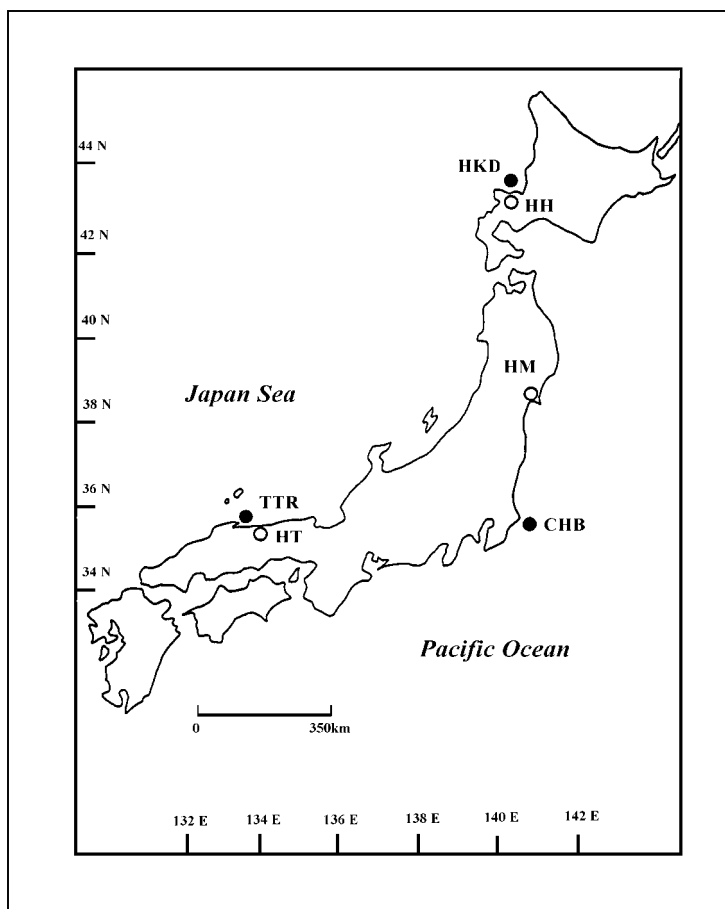 44 N
HKD
HH
42 N
40 N
HM
Japan Sea
38 N
TTR
36 N
CHB
HT
34 N
Pacific Ocean
0 350km
132 E 134 E 136 E 138 E 140 E 142 E